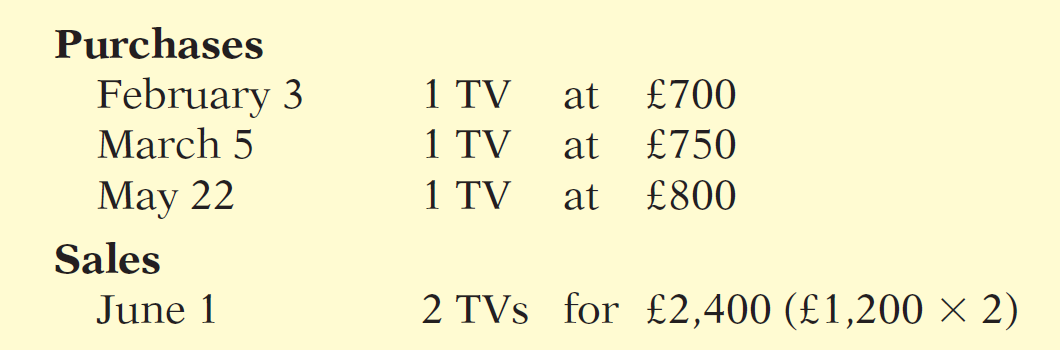 Purchases
February 3 1 TV at £700
March 5 1 TV at £750
May 22 1 TV at £800
Sales
June 1 2 TVs for £2,400 (£1,200 × 2)